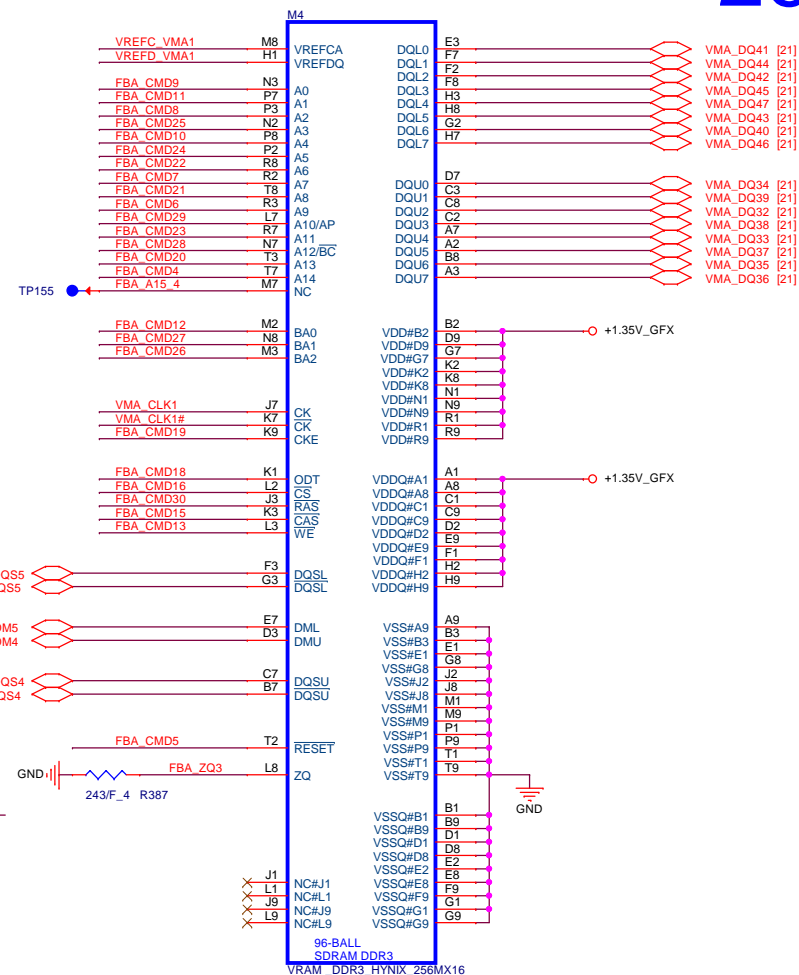 M4
VREFC_VMA1 M8 VREFCA DQL0 E3 VMA_DQ41 [21]
VREFD_VMA1 H1 VREFDQ DQL1 F7 VMA_DQ44 [21]
DQL2 F2 VMA_DQ42 [21]
FBA_CMD9 N3 A0 DQL3 F8 VMA_DQ45 [21]
FBA_CMD11 P7 A1 DQL4 H3 VMA_DQ47 [21]
FBA_CMD8 P3 A2 DQL5 H8 VMA_DQ43 [21]
FBA_CMD25 N2 A3 DQL6 G2 VMA_DQ40 [21]
FBA_CMD10 P8 A4 DQL7 H7 VMA_DQ46 [21]
FBA_CMD24 P2 A5
FBA_CMD22 R8 A6
FBA_CMD7 R2 A7 DQU0 D7 VMA_DQ34 [21]
FBA_CMD21 T8 A8 DQU1 C3 VMA_DQ39 [21]
FBA_CMD6 R3 A9 DQU2 C8 VMA_DQ32 [21]
FBA_CMD29 L7 A10/AP DQU3 C2 VMA_DQ38 [21]
FBA_CMD23 R7 A11 DQU4 A7 VMA_DQ33 [21]
FBA_CMD28 N7 A12/BC DQU5 A2 VMA_DQ37 [21]
FBA_CMD20 T3 A13 DQU6 B8 VMA_DQ35 [21]
FBA_CMD4 T7 A14 DQU7 A3 VMA_DQ36 [21]
TP155 FBA_A15_4 M7 NC
FBA_CMD12 M2 BA0 VDD#B2 B2 +1.35V_GFX
FBA_CMD27 N8 BA1 VDD#D9 D9
FBA_CMD26 M3 BA2 VDD#G7 G7
VDD#K2 K2
VDD#K8 K8
VDD#N1 N1
VMA_CLK1 J7 CK VDD#N9 N9
VMA_CLK1# K7 CK VDD#R1 R1
FBA_CMD19 K9 CKE VDD#R9 R9
FBA_CMD18 K1 ODT VDDQ#A1 A1 +1.35V_GFX
FBA_CMD16 L2 CS VDDQ#A8 A8
FBA_CMD30 J3 RAS VDDQ#C1 C1
FBA_CMD15 K3 CAS VDDQ#C9 C9
FBA_CMD13 L3 WE VDDQ#D2 D2
VDDQ#E9 E9
VDDQ#F1 F1
QS5 F3 DQSL VDDQ#H2 H2
QS5 G3 DQSL VDDQ#H9 H9
DM5 E7 DML VSS#A9 A9
DM4 D3 DMU VSS#B3 B3
VSS#E1 E1
VSS#G8 G8
QS4 C7 DQSU VSS#J2 J2
QS4 B7 DQSU VSS#J8 J8
VSS#M1 M1
VSS#M9 M9
VSS#P1 P1
FBA_CMD5 T2 RESET VSS#P9 P9
VSS#T1 T1
GND FBA_ZQ3 L8 ZQ VSS#T9 T9
243/F_4 R387 GND
VSSQ#B1 B1
VSSQ#B9 B9
VSSQ#D1 D1
VSSQ#D8 D8
VSSQ#E2 E2
J1 NC#J1 VSSQ#E8 E8
L1 NC#L1 VSSQ#F9 F9
J9 NC#J9 VSSQ#G1 G1
L9 NC#L9 VSSQ#G9 G9
96-BALL
SDRAM DDR3
VRAM _DDR3_HYNIX_256MX16